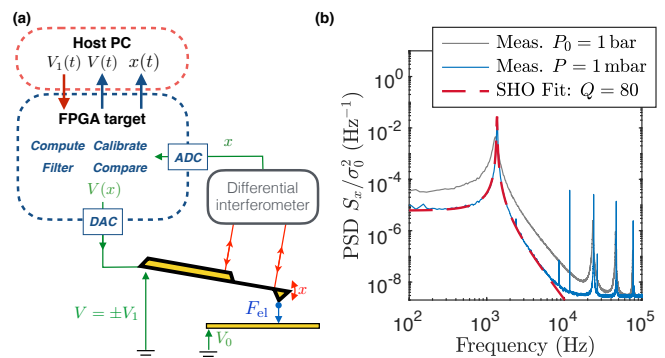 (a)
Host PC
V₁(t) V(t) x(t)
FPGA target
Compute Calibrate
Filter Compare
ADC
x
V(x)
DAC
Differential
interferometer
x
V = ±V₁
Fel
V₀
(b)
Meas. P₀ = 1 bar
Meas. P = 1 mbar
SHO Fit: Q = 80
PSD Sₓ/σ₀² (Hz⁻¹)
10⁰
10⁻²
10⁻⁴
10⁻⁶
10⁻⁸
10² 10³ 10⁴ 10⁵
Frequency (Hz)